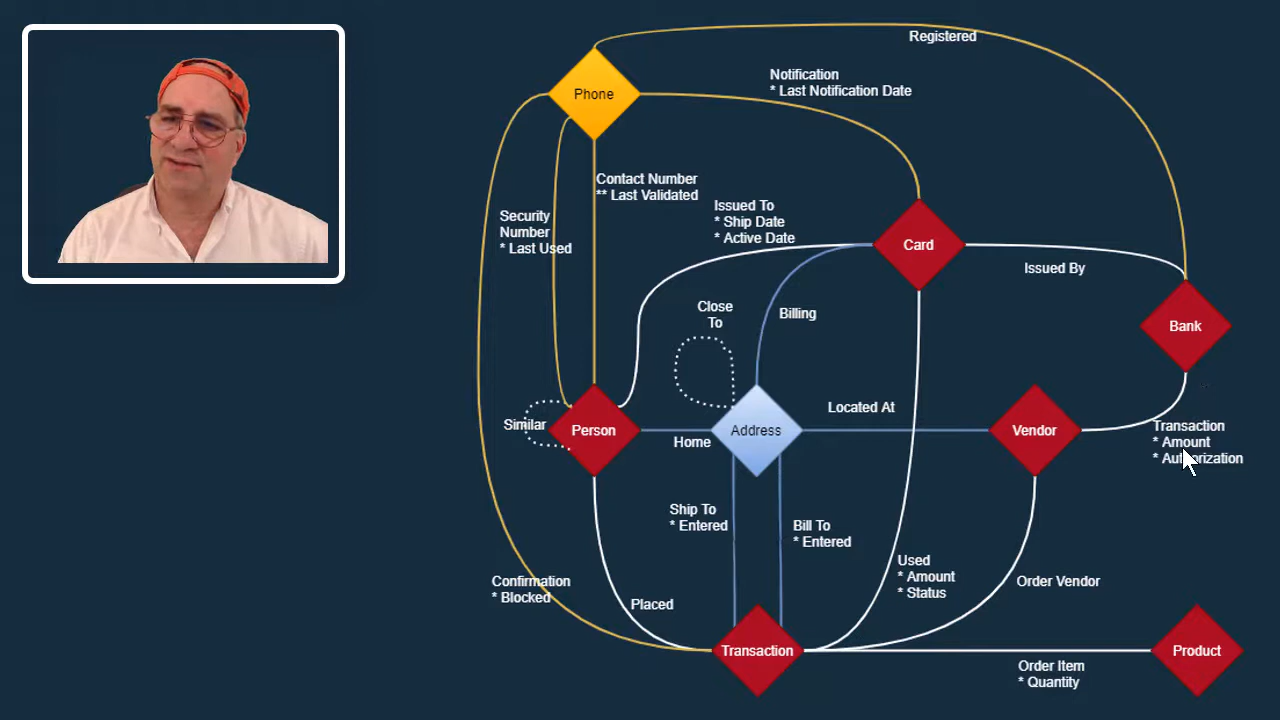 Registered
Notification
* Last Notification Date
Phone
Contact Number
** Last Validated
Security
Number
* Last Used
Issued To
* Ship Date
* Active Date
Card
Issued By
Close
To
Billing
Bank
Located At
Similar
Person
Home
Address
Vendor
Transaction
* Amount
* Authorization
Ship To
* Entered
Bill To
* Entered
Used
* Amount
* Status
Order Vendor
Confirmation
* Blocked
Placed
Transaction
Product
Order Item
* Quantity